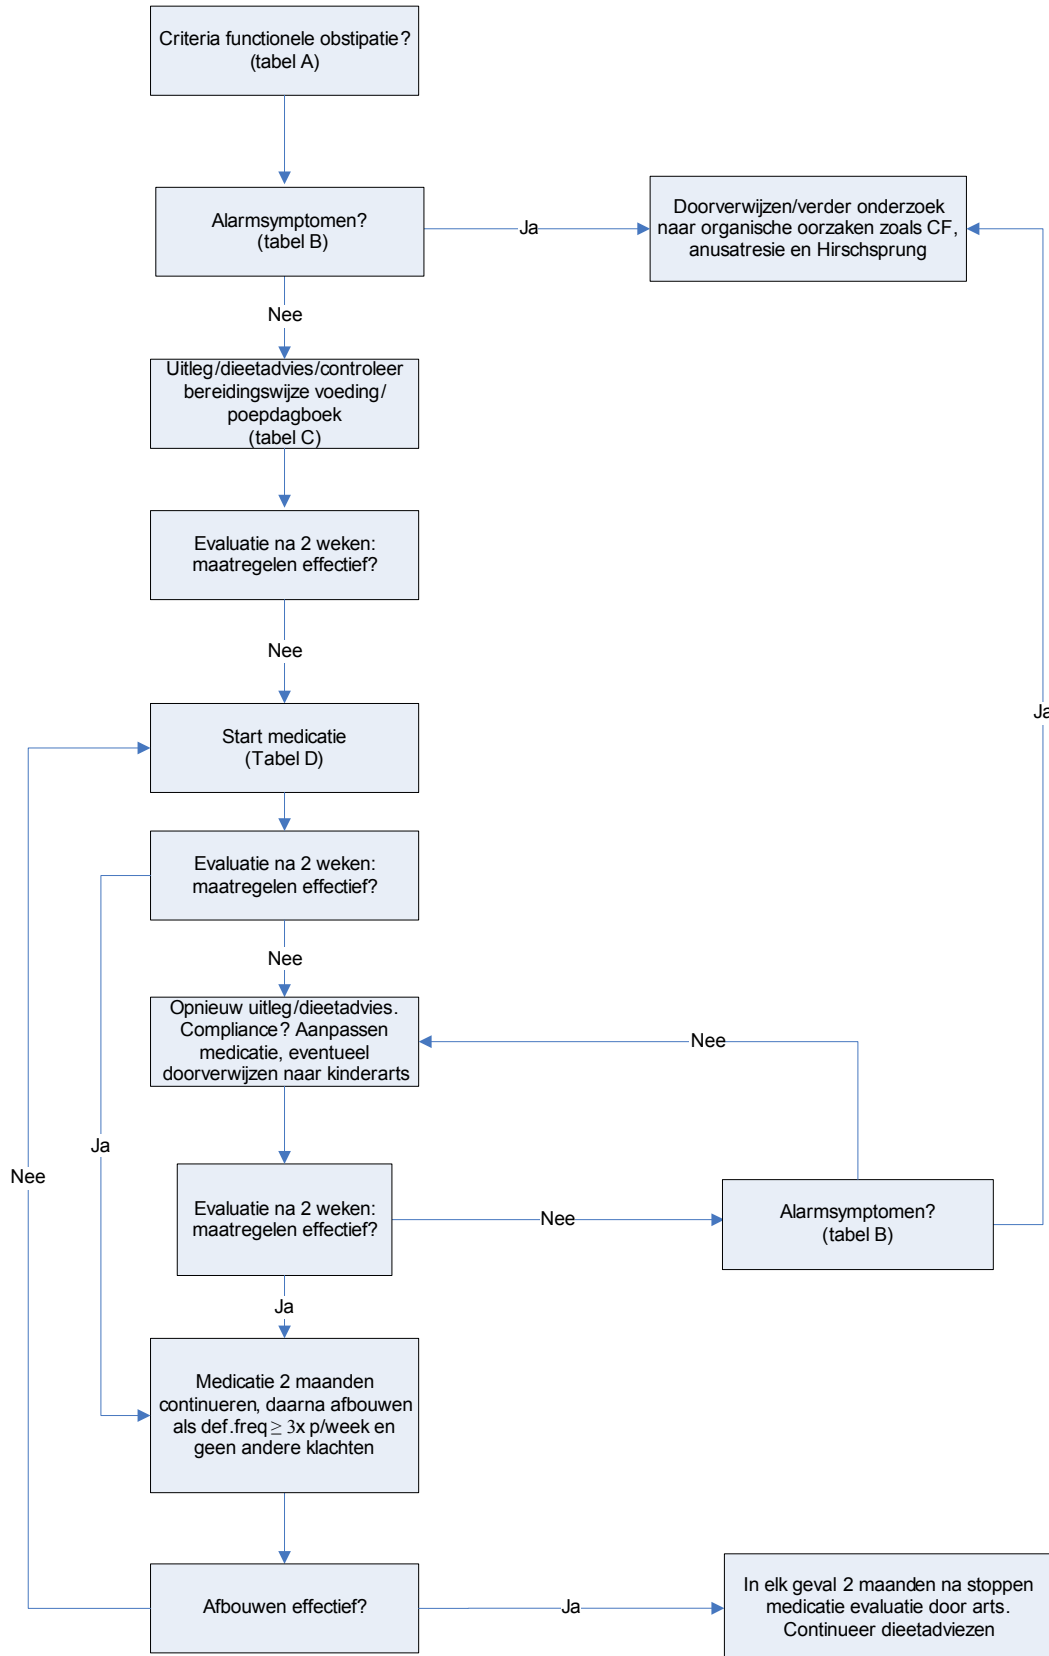 Criteria functionele obstipatie?
(tabel A)
Alarmsymptomen?
(tabel B)
Ja
Doorverwijzen/verder onderzoek
naar organische oorzaken zoals CF,
anusatresie en Hirschsprung
Nee
Uitleg/dieetadvies/controleer
bereidingswijze voeding/
poepdagboek
(tabel C)
Evaluatie na 2 weken:
maatregelen effectief?
Nee
Start medicatie
(Tabel D)
Ja
Evaluatie na 2 weken:
maatregelen effectief?
Nee
Opnieuw uitleg/dieetadvies.
Compliance? Aanpassen
medicatie, eventueel
doorverwijzen naar kinderarts
Nee
Ja
Nee
Evaluatie na 2 weken:
maatregelen effectief?
Nee
Alarmsymptomen?
(tabel B)
Ja
Medicatie 2 maanden
continueren, daarna afbouwen
als def.freq ≥ 3x p/week en
geen andere klachten
Afbouwen effectief?
Ja
In elk geval 2 maanden na stoppen
medicatie evaluatie door arts.
Continueer dieetadviezen